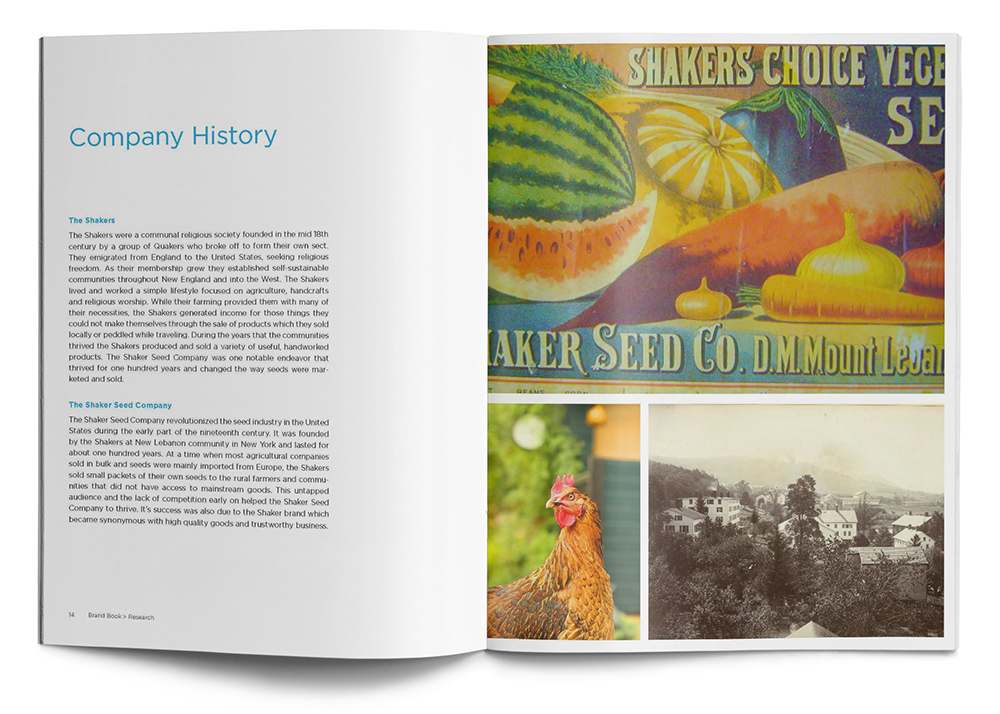 Company History
The Shakers
The Shakers were a communal religious society founded in the mid 18th
century by a group of Quakers who broke off to form their own sect.
They emigrated from England to the United States, seeking religious
freedom. As their membership grew they established self-sustainable
communities throughout New England and into the West. The Shakers
lived and worked a simple lifestyle focused on agriculture, handcrafts
and religious worship. While their farming provided them with many of
their necessities, the Shakers generated income for those things they
could not make themselves through the sale of products which they sold
locally or peddled while traveling. During the years that the communities
thrived the Shakers produced and sold a variety of useful, handworked
products. The Shaker Seed Company was one notable endeavor that
thrived for one hundred years and changed the way seeds were mar-
keted and sold.
The Shaker Seed Company
The Shaker Seed Company revolutionized the seed industry in the United
States during the early part of the nineteenth century. It was founded
by the Shakers at New Lebanon community in New York and lasted for
about one hundred years. At a time when most agricultural companies
sold in bulk and seeds were mainly imported from Europe, the Shakers
sold small packets of their own seeds to the rural farmers and commu-
nities that did not have access to mainstream goods. This untapped
audience and the lack of competition early on helped the Shaker Seed
Company to thrive. It's success was also due to the Shaker brand which
became synonymous with high quality goods and trustworthy business.
14 Brand Book > Research
SHAKERS CHOICE VEGE
SE
HAKER SEED CO. D.M. Mount Leban
BEANS CORN